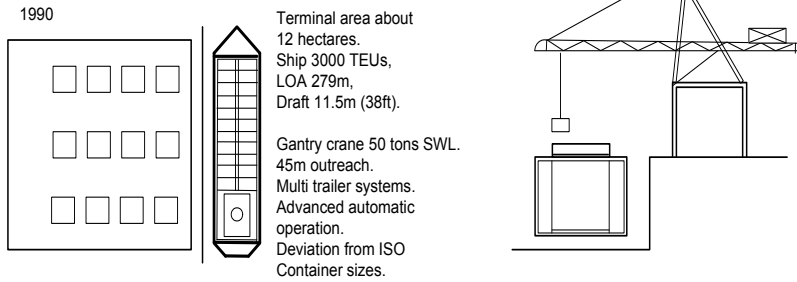 1990
Terminal area about
12 hectares.
Ship 3000 TEUs,
LOA 279m,
Draft 11.5m (38ft).
Gantry crane 50 tons SWL.
45m outreach.
Multi trailer systems.
Advanced automatic
operation.
Deviation from ISO
Container sizes.